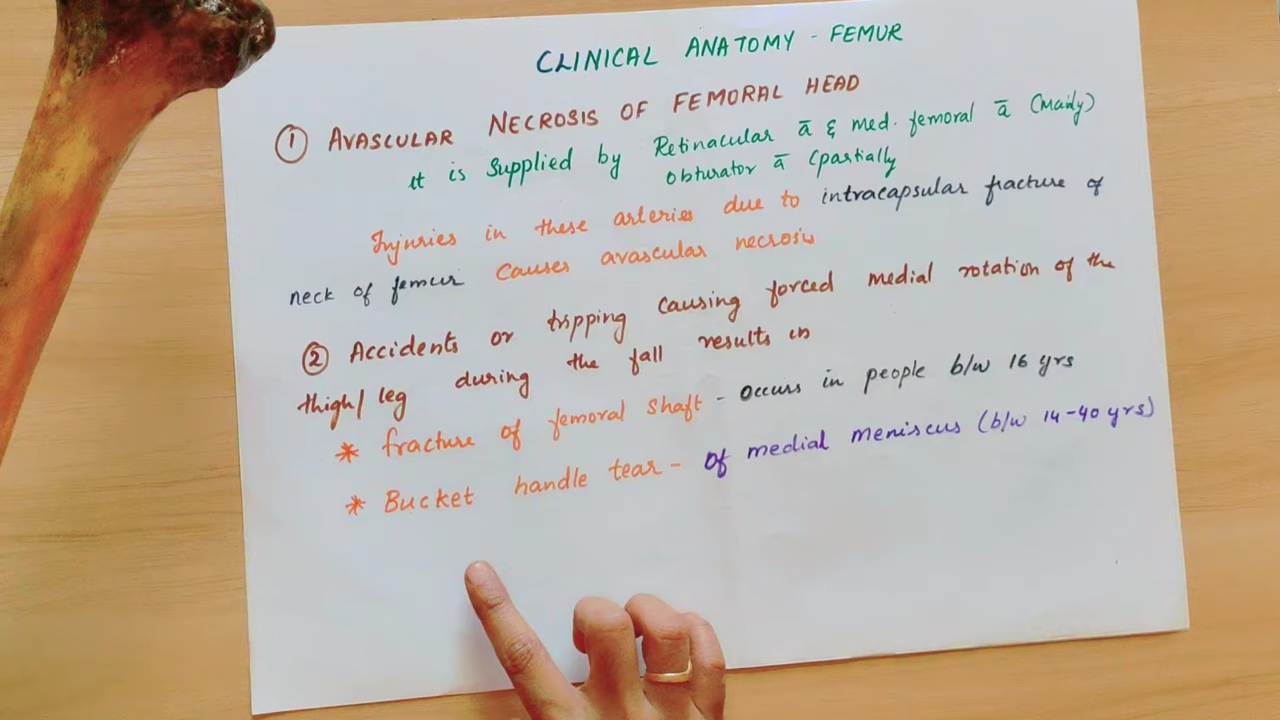 CLINICAL ANATOMY - FEMUR
① AVASCULAR NECROSIS OF FEMORAL HEAD
It is supplied by Retinacular ā & med. femoral ā (Mainly)
obturator ā (partially
Injuries in these arteries due to intracapsular fracture of
neck of femur causes avascular necrosis
② Accidents or tripping causing forced medial rotation of the
thigh/leg during the fall results in
* fracture of femoral shaft - occurs in people b/w 16 yrs
* Bucket handle tear - of medial meniscus (b/w 14-40 yrs)